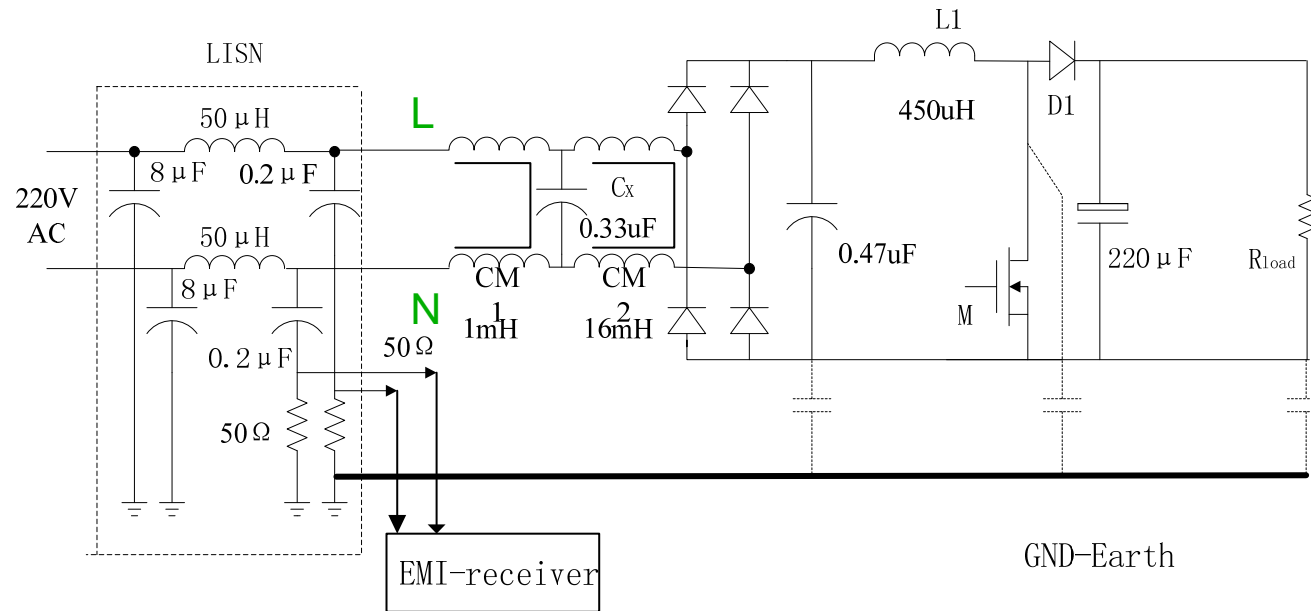 L1
LISN
50μH
L
450uH
D1
8μF
0.2μF
220V
AC
Cx
0.33uF
50μH
0.47uF
220μF
Rload
8μF
CM
1
1mH
CM
2
16mH
N
M
0.2μF
50Ω
50Ω
EMI-receiver
GND-Earth